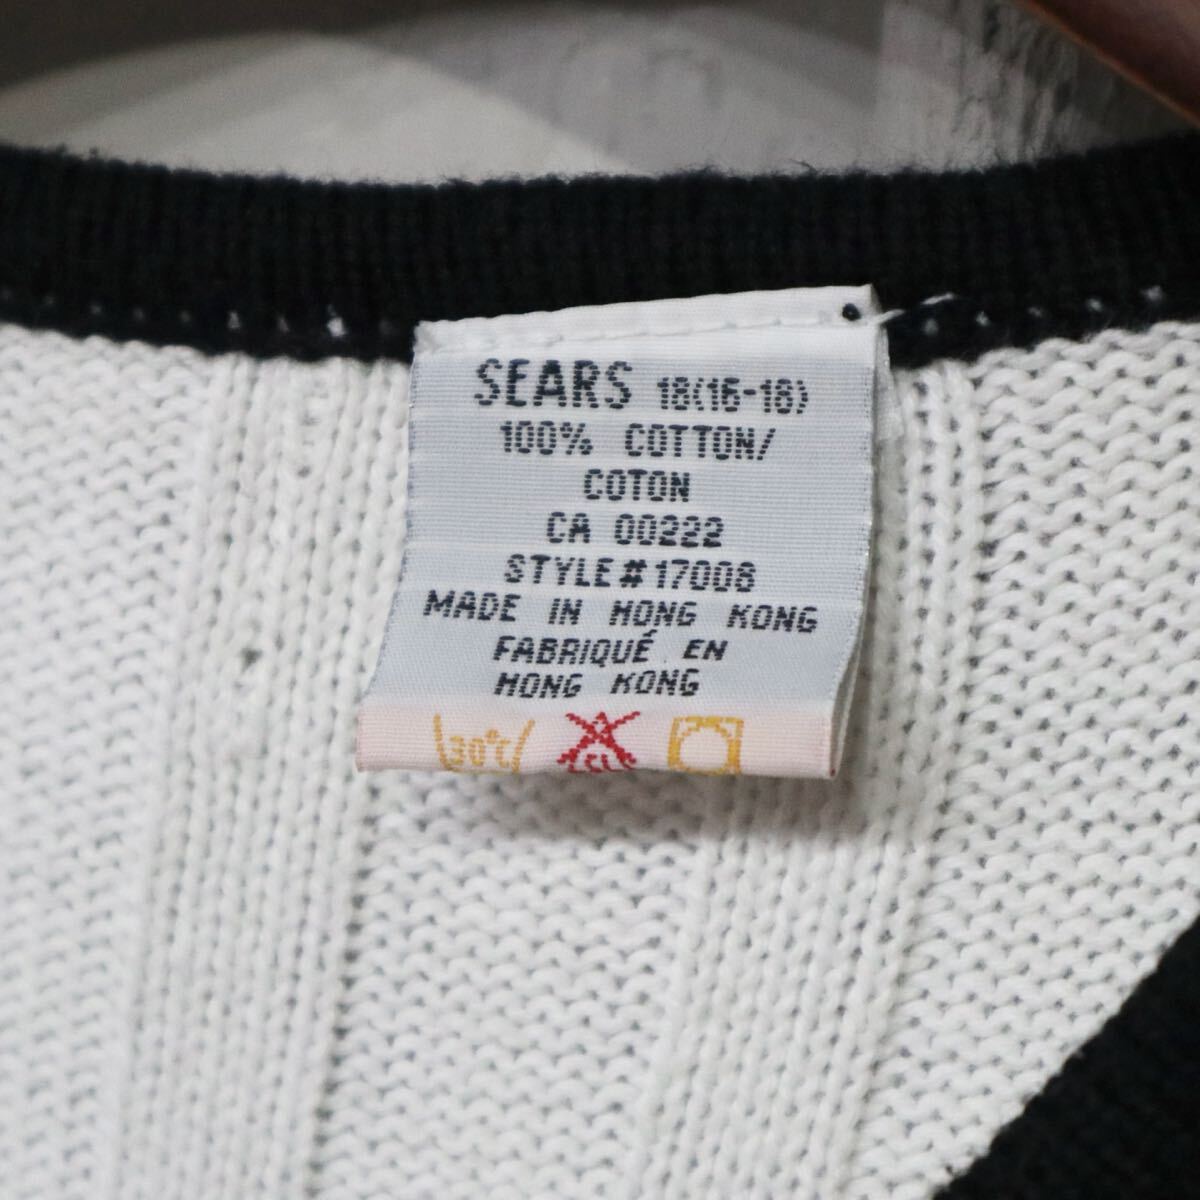 SEARS 18(16-18)
100% COTTON/
COTON
CA 00222
STYLE#17008
MADE IN HONG KONG
FABRIQUÉ EN
HONG KONG
30°C